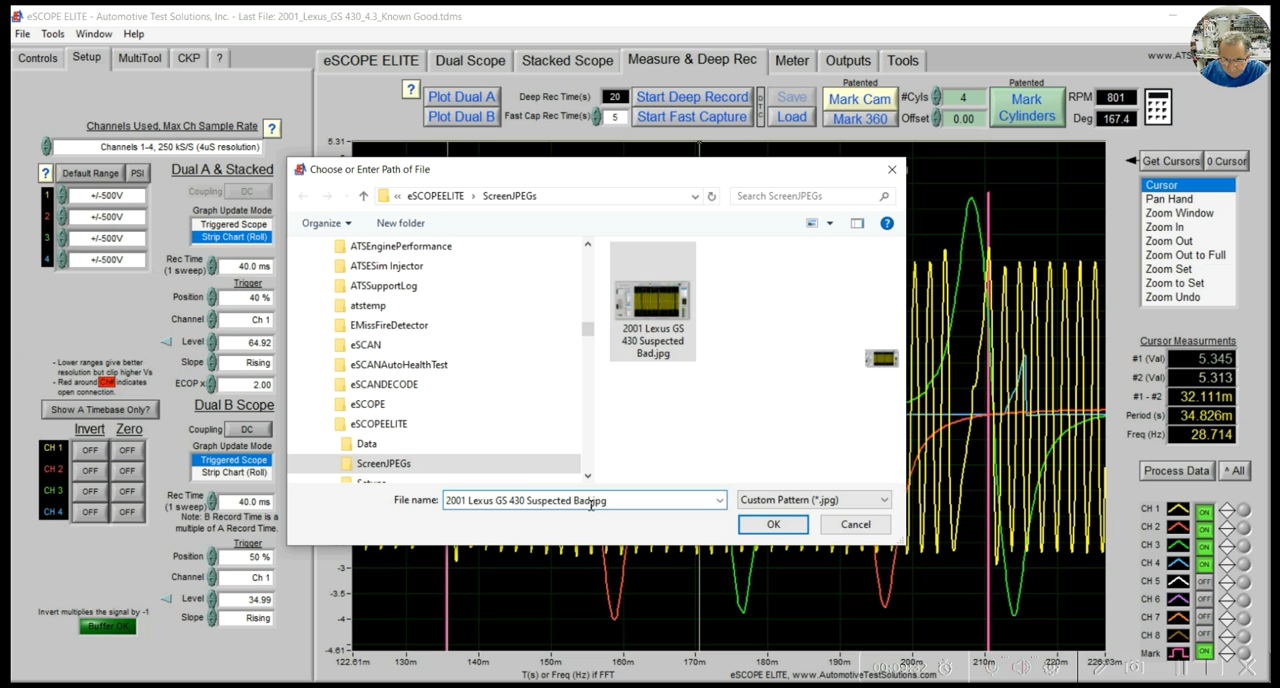 eSCOPE ELITE - Automotive Test Solutions, Inc. - Last File: 2001_Lexus_GS 430_4.3_Known Good.tdms
File Tools Window Help
Controls Setup MultiTool CKP ?
eSCOPE ELITE Dual Scope Stacked Scope Measure & Deep Rec Meter Outputs Tools
www.ATS
? Plot Dual A Deep Rec Time(s) 20 Start Deep Record Save Patented Mark Cam #Cyls 4 Patented Mark Cylinders RPM 801
Plot Dual B Fast Cap Rec Time(s) 5 Start Fast Capture Load Mark 360 Offset 0.00 Deg 167.4
DTC
Channels Used, Max Ch Sample Rate ?
Channels 1-4, 250 kS/S (4uS resolution)
Dual A & Stacked
? Default Range PSI
1 +/-500V
2 +/-500V
3 +/-500V
4 +/-500V
Coupling DC
Graph Update Mode
Triggered Scope
Strip Chart (Roll)
Rec Time (1 sweep) 40.0 ms
Trigger
Position 40 %
Channel Ch 1
Level 64.92
Slope Rising
ECOP x 2.00
- Lower ranges give better
resolution but clip higher Vs
- Red around Ch# indicates
open connection.
Show A Timebase Only?
Dual B Scope
Invert Zero
CH 1 OFF OFF
CH 2 OFF OFF
CH 3 OFF OFF
CH 4 OFF OFF
Coupling DC
Graph Update Mode
Triggered Scope
Strip Chart (Roll)
Rec Time (1 sweep) 40.0 ms
Note: B Record Time is a
multiple of A Record Time.
Trigger
Position 50 %
Channel Ch 1
Level 34.99
Slope Rising
Invert multiplies the signal by -1
Buffer OK
5.31
Choose or Enter Path of File
« eSCOPEELITE › ScreenJPEGs
Search ScreenJPEGs
Organize New folder
ATSEnginePerformance
ATSESim Injector
ATSSupportLog
atstemp
EMissFireDetector
eSCAN
eSCANAutoHealthTest
eSCANDECODE
eSCOPE
eSCOPEELITE
Data
ScreenJPEGs
2001 Lexus GS
430 Suspected
Bad.jpg
File name: 2001 Lexus GS 430 Suspected Bad.jpg
Custom Pattern (*.jpg)
OK Cancel
-3
-3.5
-4
-4.61
122.61m 130m 140m 150m 160m 170m 180m 190m 200m 210m 220m 226.93m
T(s) or Freq (Hz) if FFT
eSCOPE ELITE, www.AutomotiveTestSolutions.com
Get Cursors 0 Cursor
Cursor
Pan Hand
Zoom Window
Zoom In
Zoom Out
Zoom Out to Full
Zoom Set
Zoom to Set
Zoom Undo
Cursor Measurments
#1 (Val) 5.345
#2 (Val) 5.313
#1 - #2 32.111m
Period (s) 34.826m
Freq (Hz) 28.714
Process Data ^ All
CH 1 ON
CH 2 ON
CH 3 ON
CH 4 ON
CH 5 OFF
CH 6 OFF
CH 7 OFF
CH 8 OFF
Mark ON